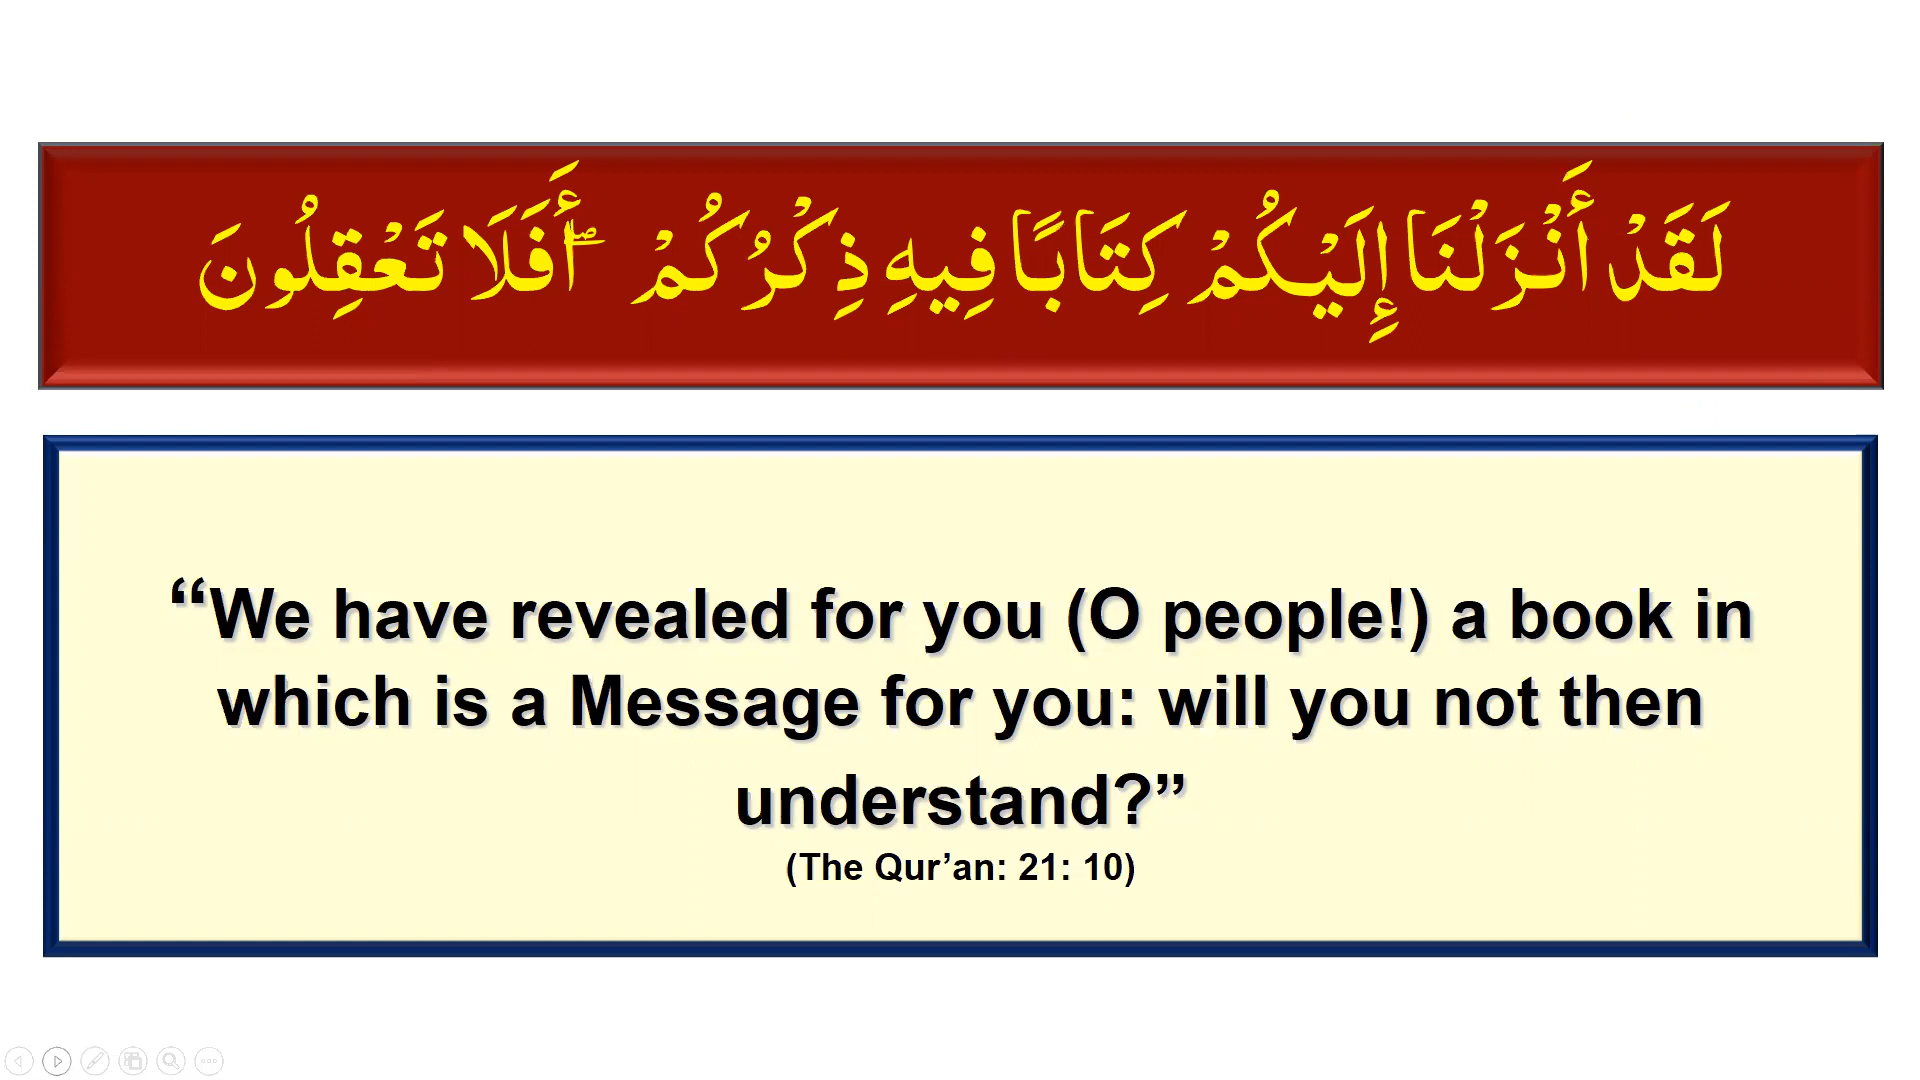 لَقَدْ أَنْزَلْنَا إِلَيْكُمْ كِتَابًا فِيهِ ذِكْرُكُمْ ۖ أَفَلَا تَعْقِلُونَ
“We have revealed for you (O people!) a book in
which is a Message for you: will you not then
understand?”
(The Qur’an: 21: 10)